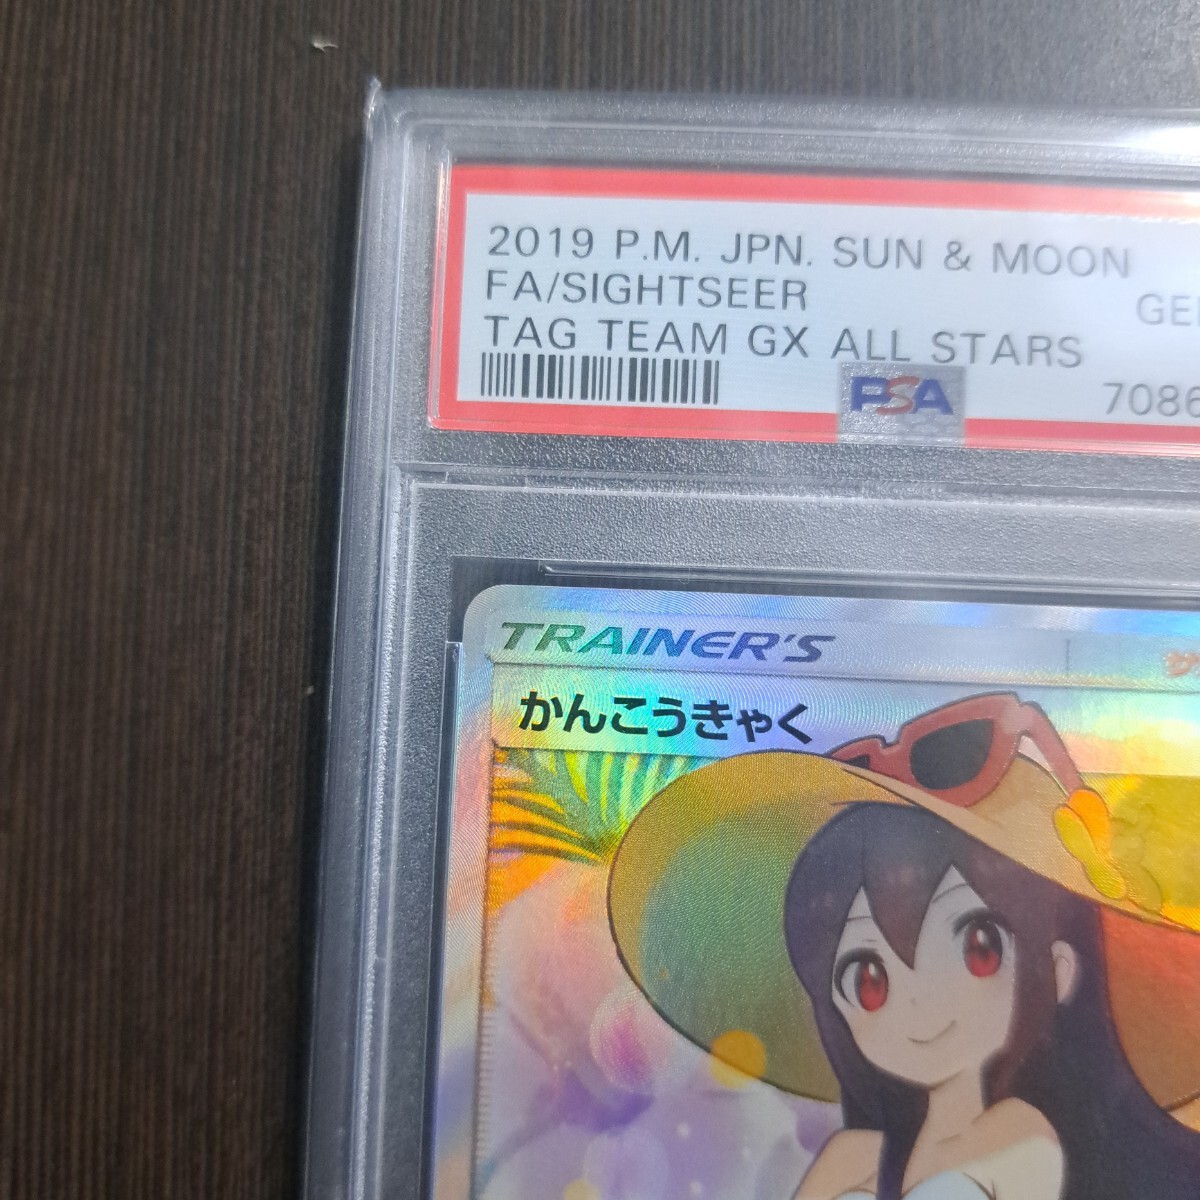 2019 P.M. JPN. SUN & MOON
FA/SIGHTSEER
TAG TEAM GX ALL STARS
PSA
TRAINER'S
かんこうきゃく